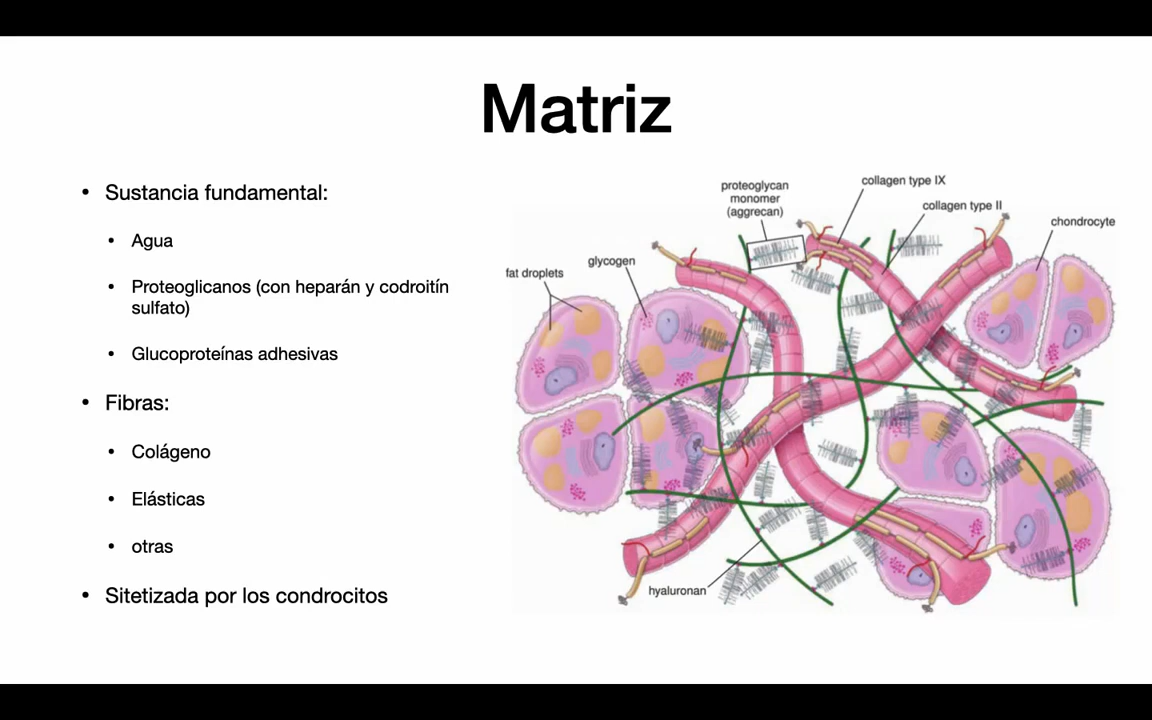 Matriz
• Sustancia fundamental:
• Agua
• Proteoglicanos (con heparán y codroitín
sulfato)
• Glucoproteínas adhesivas
• Fibras:
• Colágeno
• Elásticas
• otras
• Sitetizada por los condrocitos
proteoglycan
monomer
(aggrecan)
collagen type IX
collagen type II
chondrocyte
glycogen
fat droplets
hyaluronan